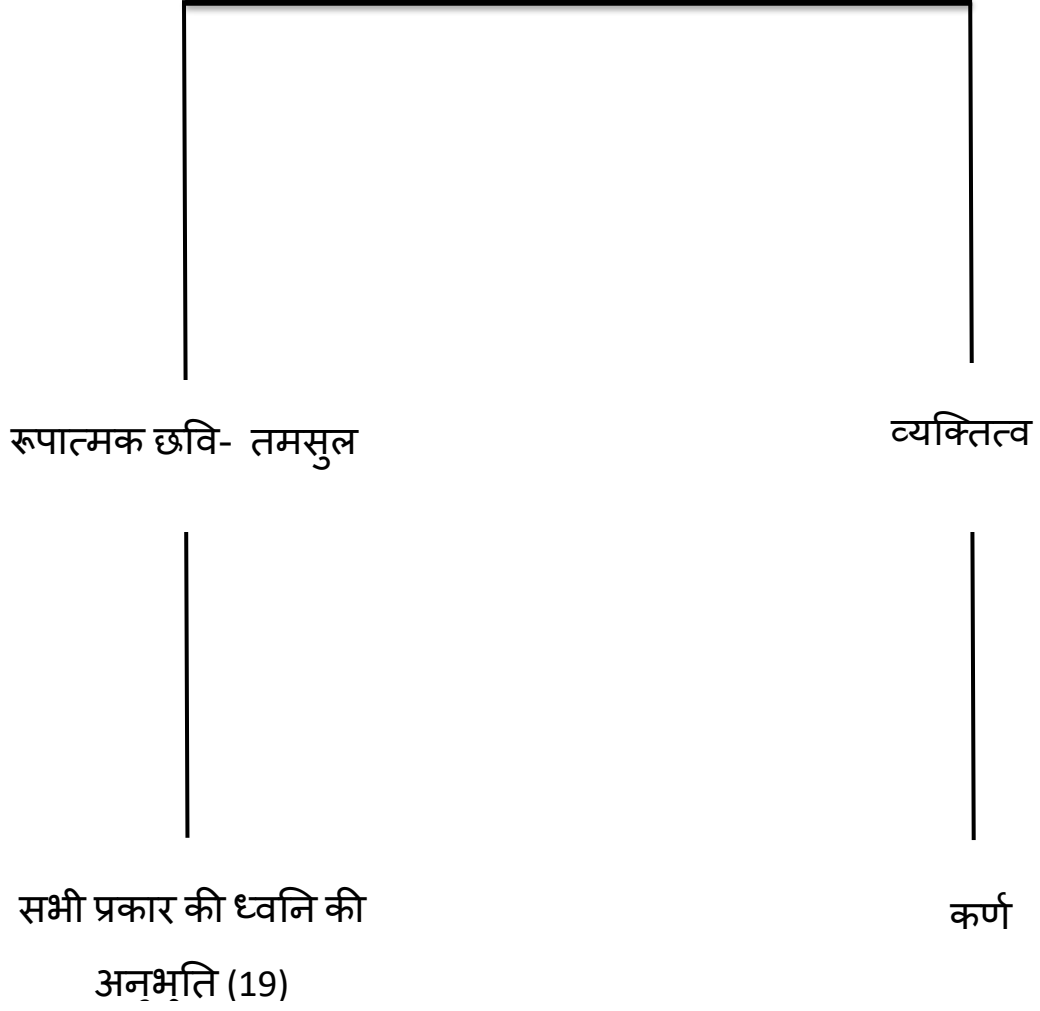 रूपात्मक छवि- तमसुल
व्यक्तित्व
सभी प्रकार की ध्वनि की
अनुभूति (19)
कर्ण